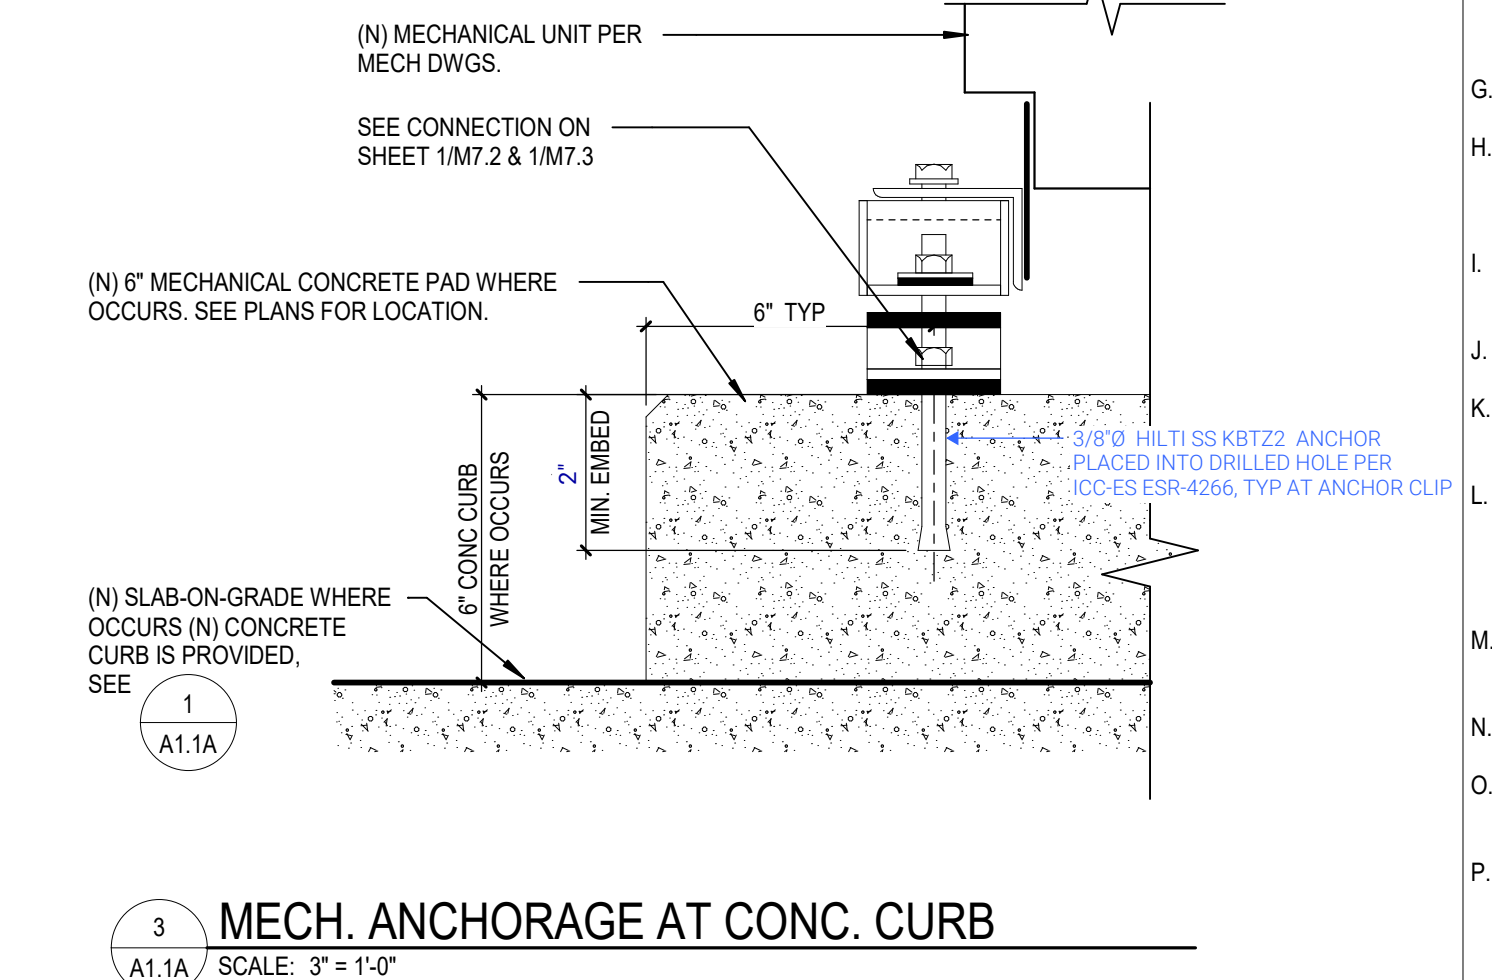 (N) MECHANICAL UNIT PER
MECH DWGS.
SEE CONNECTION ON
SHEET 1/M7.2 & 1/M7.3
(N) 6" MECHANICAL CONCRETE PAD WHERE
OCCURS. SEE PLANS FOR LOCATION.
6" TYP
6" CONC CURB
WHERE OCCURS
2"
MIN. EMBED
3/8"Ø HILTI SS KBTZ2 ANCHOR
PLACED INTO DRILLED HOLE PER
ICC-ES ESR-4266, TYP AT ANCHOR CLIP
(N) SLAB-ON-GRADE WHERE
OCCURS (N) CONCRETE
CURB IS PROVIDED,
SEE
1
A1.1A
3
A1.1A
MECH. ANCHORAGE AT CONC. CURB
SCALE: 3" = 1'-0"
G.
H.
I.
J.
K.
L.
M.
N.
O.
P.